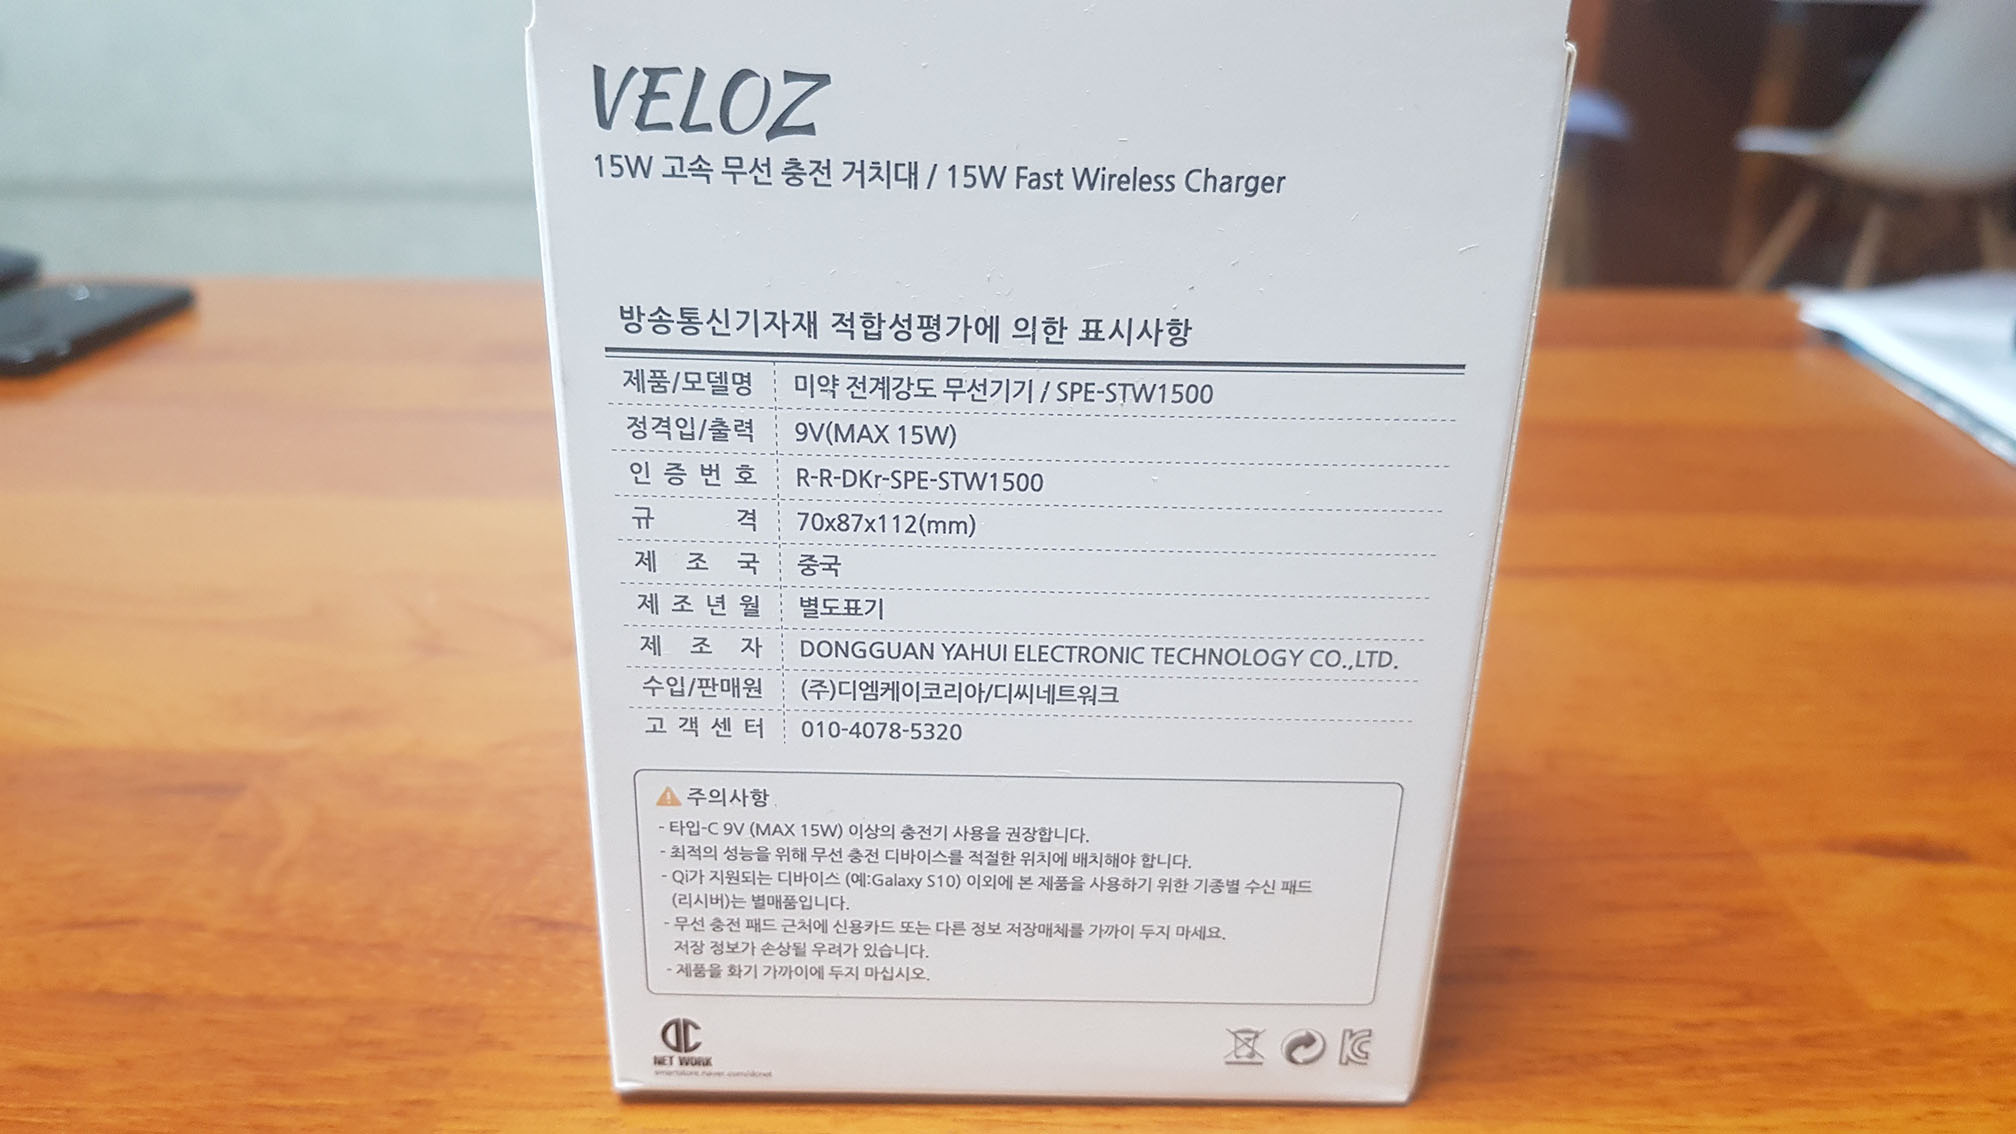 VELOZ
15W 고속 무선 충전 거치대 / 15W Fast Wireless Charger
방송통신기자재 적합성평가에 의한 표시사항
제품/모델명 미약 전계강도 무선기기 / SPE-STW1500
정격입/출력 9V(MAX 15W)
인증번호 R-R-DKr-SPE-STW1500
규격 70x87x112(mm)
제조국 중국
제조년월 별도표기
제조자 DONGGUAN YAHUI ELECTRONIC TECHNOLOGY CO.,LTD.
수입/판매원 (주)디엠케이코리아/디씨네트워크
고객센터 010-4078-5320
주의사항
- 타입-C 9V (MAX 15W) 이상의 충전기 사용을 권장합니다.
- 최적의 성능을 위해 무선 충전 디바이스를 적절한 위치에 배치해야 합니다.
- Qi가 지원되는 디바이스 (예:Galaxy S10) 이외에 본 제품을 사용하기 위한 기종별 수신 패드
(리시버)는 별매품입니다.
- 무선 충전 패드 근처에 신용카드 또는 다른 정보 저장매체를 가까이 두지 마세요.
저장 정보가 손상될 우려가 있습니다.
- 제품을 화기 가까이에 두지 마십시오.
DC
NET WORK
smartstore.naver.com/dcnet